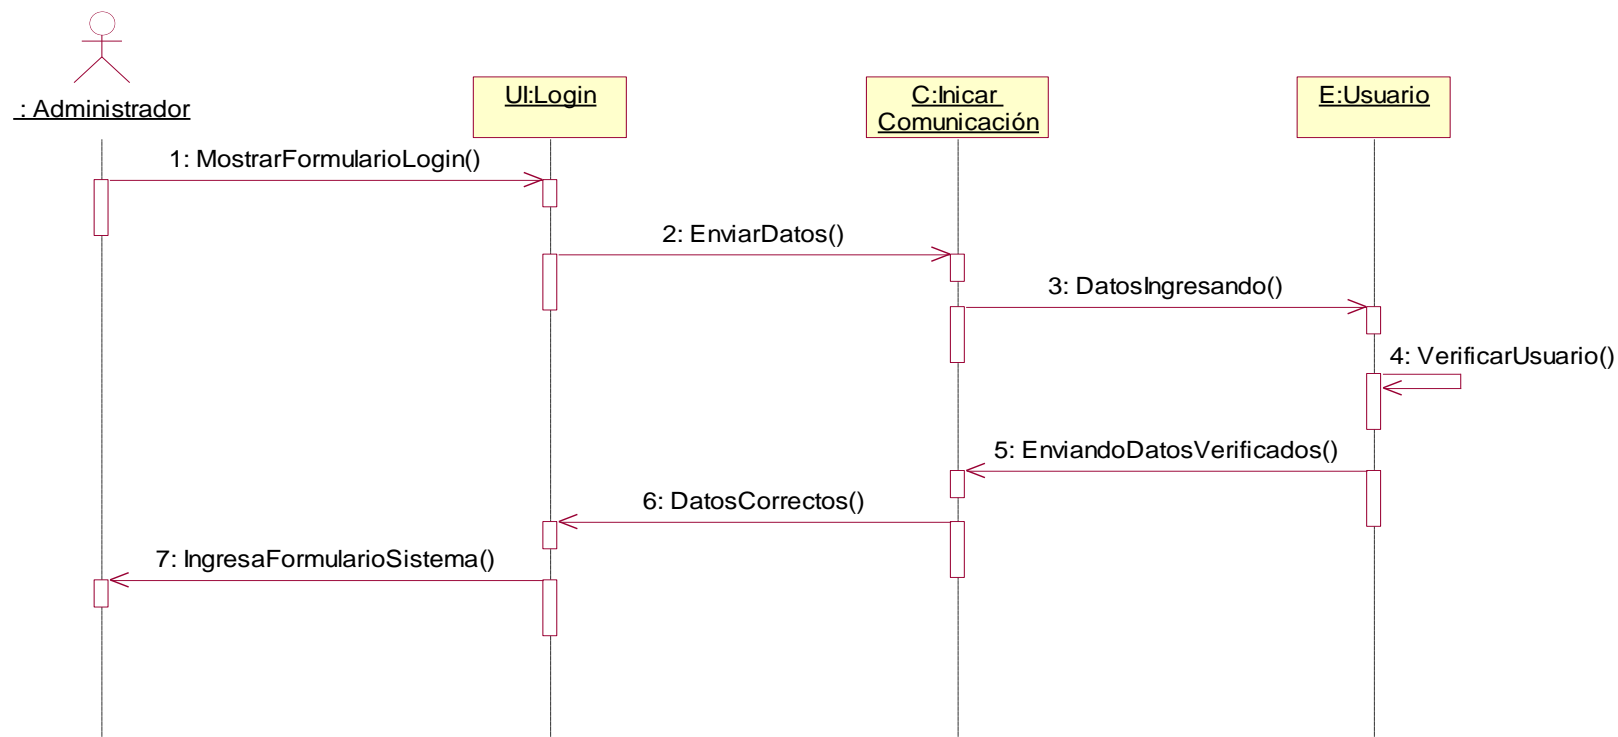 : Administrador
UI:Login
C:Inicar
Comunicación
E:Usuario
1: MostrarFormularioLogin()
2: EnviarDatos()
3: DatosIngresando()
4: VerificarUsuario()
5: EnviandoDatosVerificados()
6: DatosCorrectos()
7: IngresaFormularioSistema()